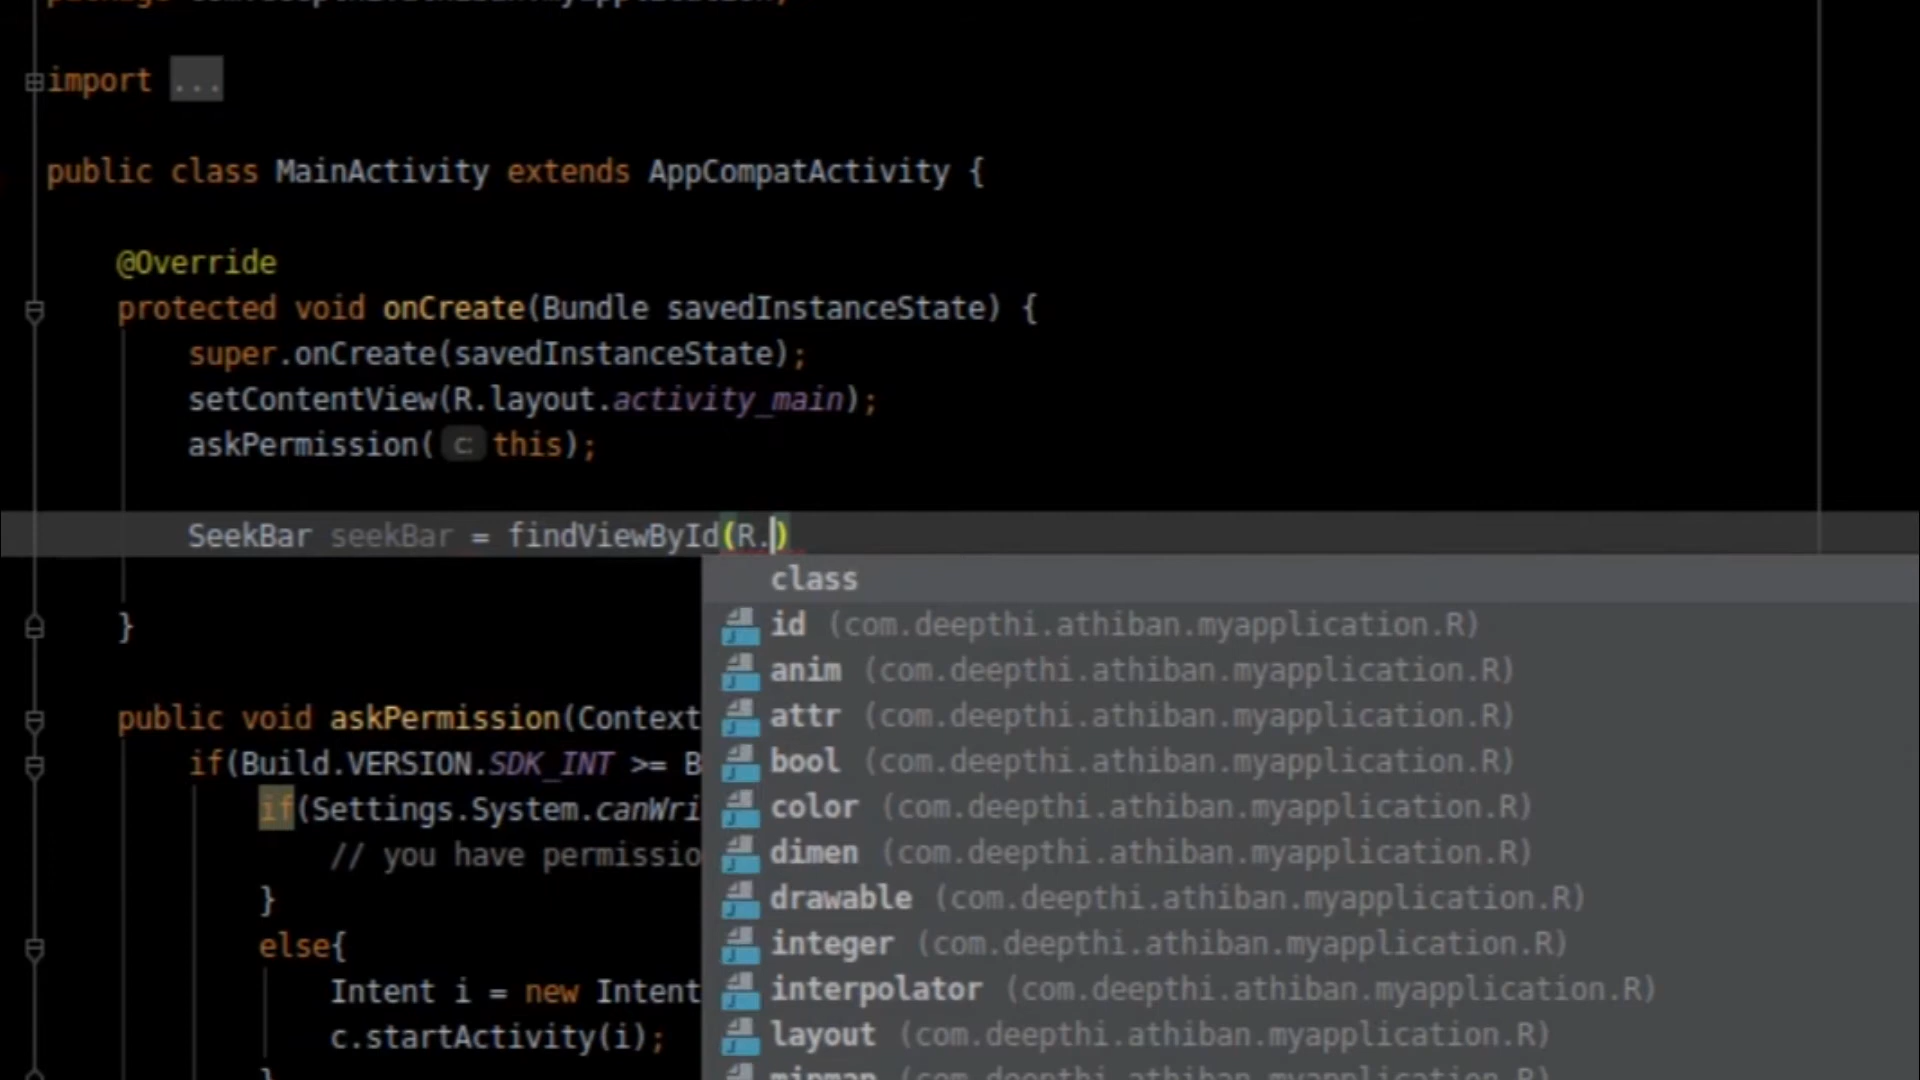 import ...
public class MainActivity extends AppCompatActivity {
@Override
protected void onCreate(Bundle savedInstanceState) {
super.onCreate(savedInstanceState);
setContentView(R.layout.activity_main);
askPermission( c: this);
SeekBar seekBar = findViewById(R.)
class
id (com.deepthi.athiban.myapplication.R)
}
anim (com.deepthi.athiban.myapplication.R)
public void askPermission(Context
attr (com.deepthi.athiban.myapplication.R)
if(Build.VERSION.SDK_INT >= B
bool (com.deepthi.athiban.myapplication.R)
if(Settings.System.canWri
color (com.deepthi.athiban.myapplication.R)
// you have permissio
dimen (com.deepthi.athiban.myapplication.R)
}
drawable (com.deepthi.athiban.myapplication.R)
else{
integer (com.deepthi.athiban.myapplication.R)
Intent i = new Intent
interpolator (com.deepthi.athiban.myapplication.R)
c.startActivity(i);
layout (com.deepthi.athiban.myapplication.R)